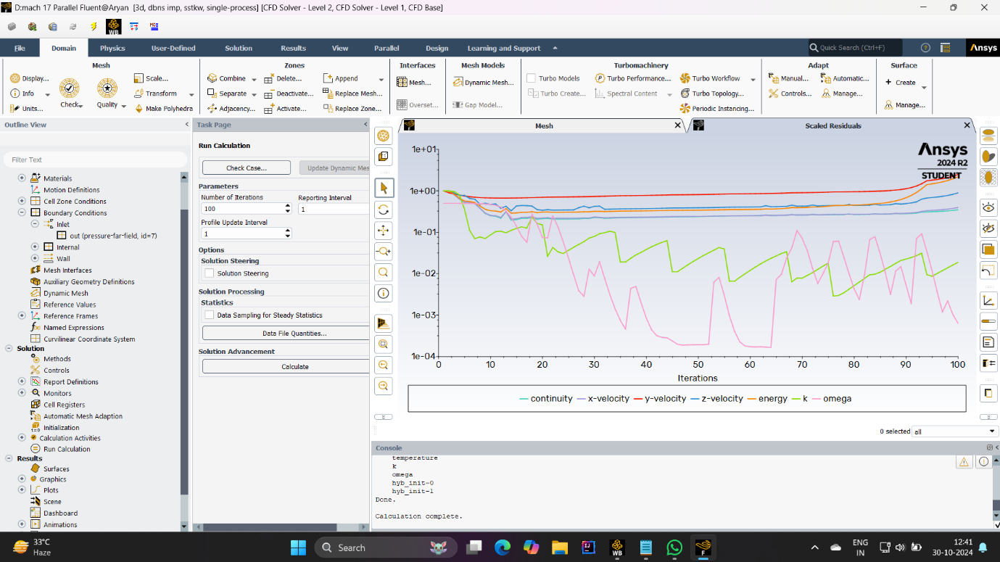 D:mach 17 Parallel Fluent@Aryan [3d, dbns imp, sstkw, single-process] [CFD Solver - Level 2, CFD Solver - Level 1, CFD Base]
File Domain Physics User-Defined Solution Results View Parallel Design Learning and Support Quick Search (Ctrl+F) Ansys
Mesh Zones Interfaces Mesh Models Turbomachinery Adapt Surface
Display... Scale... Combine Delete... Append Mesh... Dynamic Mesh... Turbo Models Turbo Performance... Turbo Workflow Manual... Automatic... Create
Info Check Quality Transform Separate Deactivate... Replace Mesh... Turbo Create... Spectral Content Turbo Topology... Controls... Manage...
Units... Make Polyhedra Adjacency... Activate... Replace Zone... Overset... Gap Model... Periodic Instancing... Manage...
Outline View
Filter Text
Materials
Motion Definitions
Cell Zone Conditions
Boundary Conditions
Inlet
out (pressure-far-field, id=7)
Internal
Wall
Mesh Interfaces
Auxiliary Geometry Definitions
Dynamic Mesh
Reference Values
Reference Frames
Named Expressions
Curvilinear Coordinate System
Solution
Methods
Controls
Report Definitions
Monitors
Cell Registers
Automatic Mesh Adaption
Initialization
Calculation Activities
Run Calculation
Results
Surfaces
Graphics
Plots
Scene
Dashboard
Animations
Task Page
Run Calculation
Check Case... Update Dynamic Mes
Parameters
Number of Iterations Reporting Interval
100 1
Profile Update Interval
1
Options
Solution Steering
Solution Steering
Solution Processing
Statistics
Data Sampling for Steady Statistics
Data File Quantities...
Solution Advancement
Calculate
Mesh Scaled Residuals
Ansys
2024 R2
STUDENT
1e+01
1e+00
1e-01
1e-02
1e-03
1e-04
0 10 20 30 40 50 60 70 80 90 100
Iterations
continuity x-velocity y-velocity z-velocity energy k omega
0 selected all
Console
temperature
k
omega
hyb_init-0
hyb_init-1
Done.
Calculation complete.
33°C
Haze
Search
ENG
IN
12:41
30-10-2024